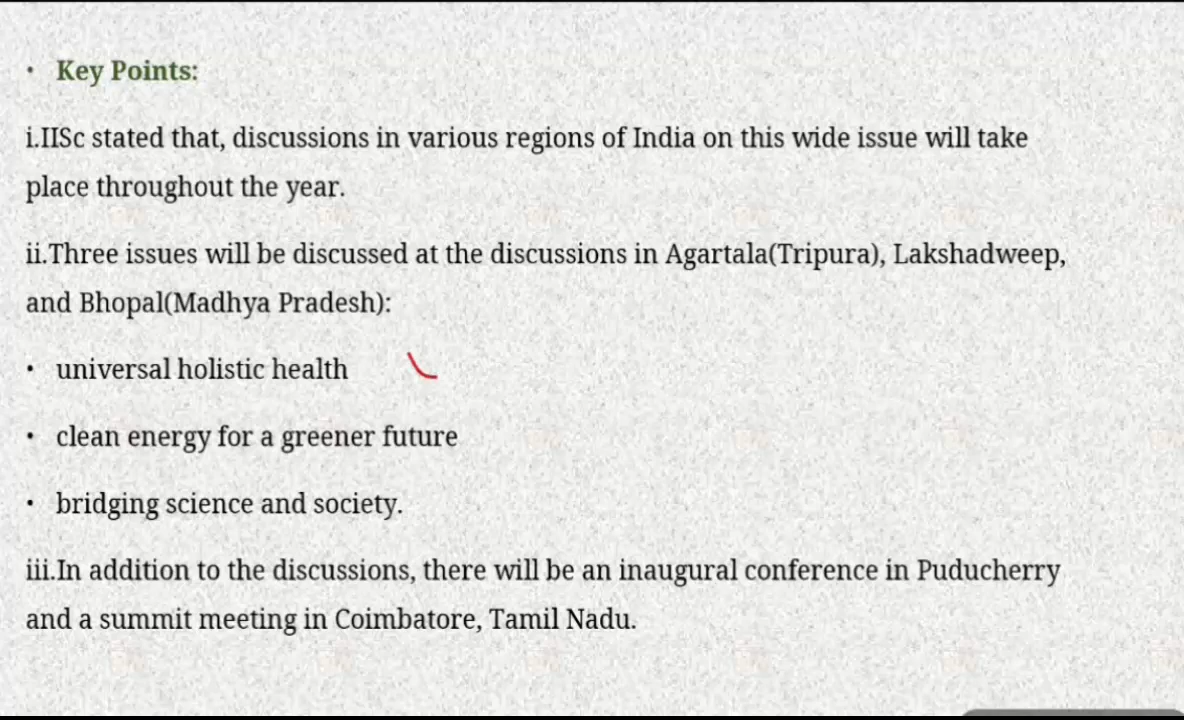 • Key Points:
i.IISc stated that, discussions in various regions of India on this wide issue will take
place throughout the year.
ii.Three issues will be discussed at the discussions in Agartala(Tripura), Lakshadweep,
and Bhopal(Madhya Pradesh):
• universal holistic health
• clean energy for a greener future
• bridging science and society.
iii.In addition to the discussions, there will be an inaugural conference in Puducherry
and a summit meeting in Coimbatore, Tamil Nadu.